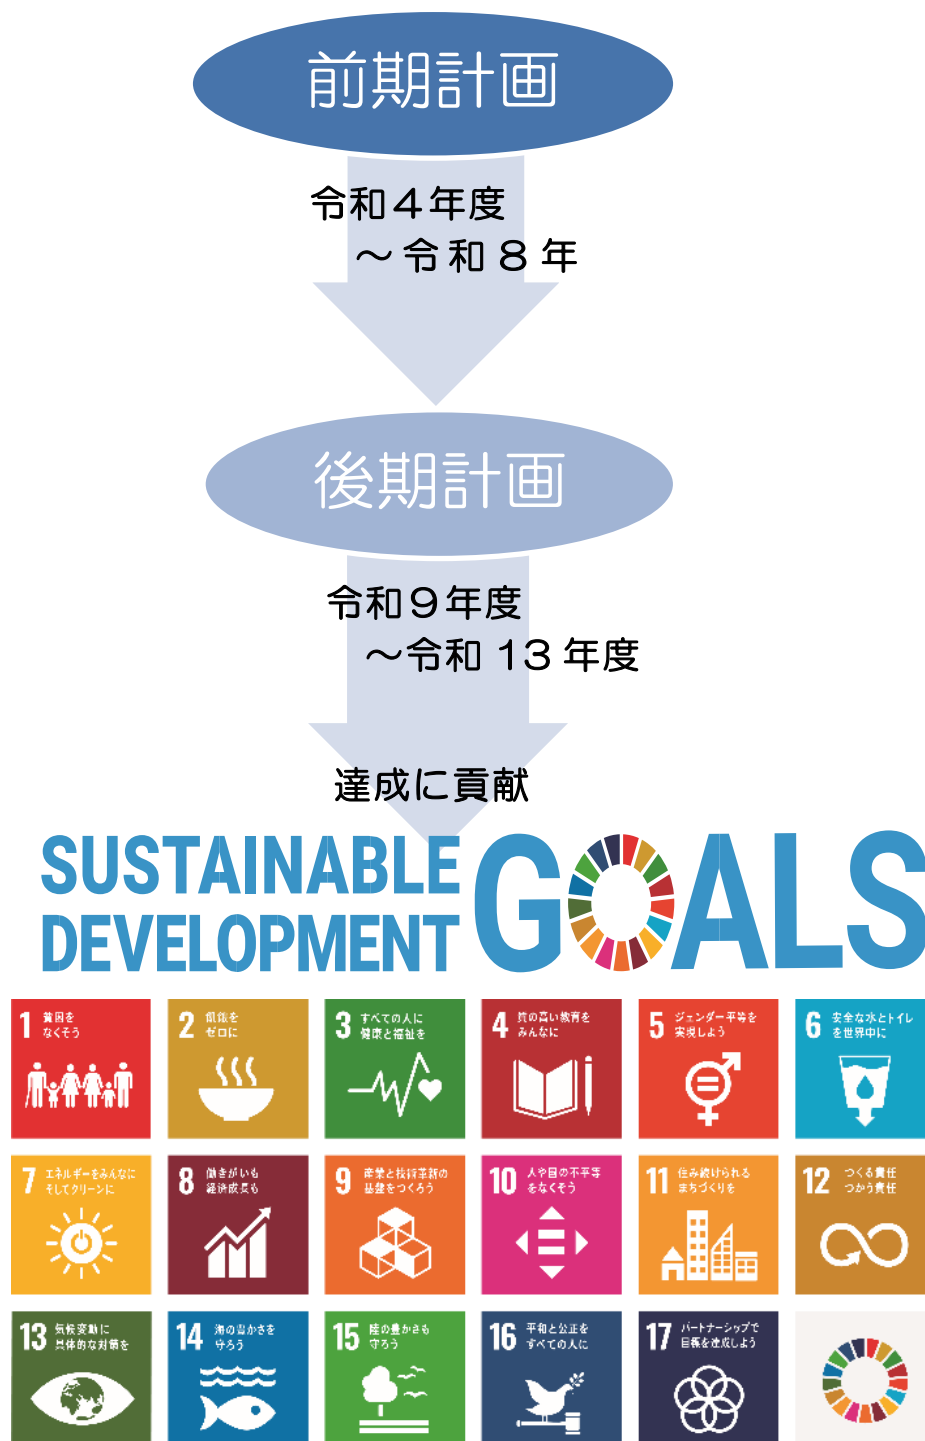 前期計画
令和4年度
～令和8年
後期計画
令和9年度
～令和13年度
達成に貢献
SUSTAINABLE
DEVELOPMENT
GOALS
1 貧困を
なくそう
2 飢餓を
ゼロに
3 すべての人に
健康と福祉を
4 質の高い教育を
みんなに
5 ジェンダー平等を
実現しよう
6 安全な水とトイレ
を世界中に
7 エネルギーをみんなに
そしてクリーンに
8 働きがいも
経済成長も
9 産業と技術革新の
基盤をつくろう
10 人や国の不平等
をなくそう
11 住み続けられる
まちづくりを
12 つくる責任
つかう責任
13 気候変動に
具体的な対策を
14 海の豊かさを
守ろう
15 陸の豊かさも
守ろう
16 平和と公正を
すべての人に
17 パートナーシップで
目標を達成しよう